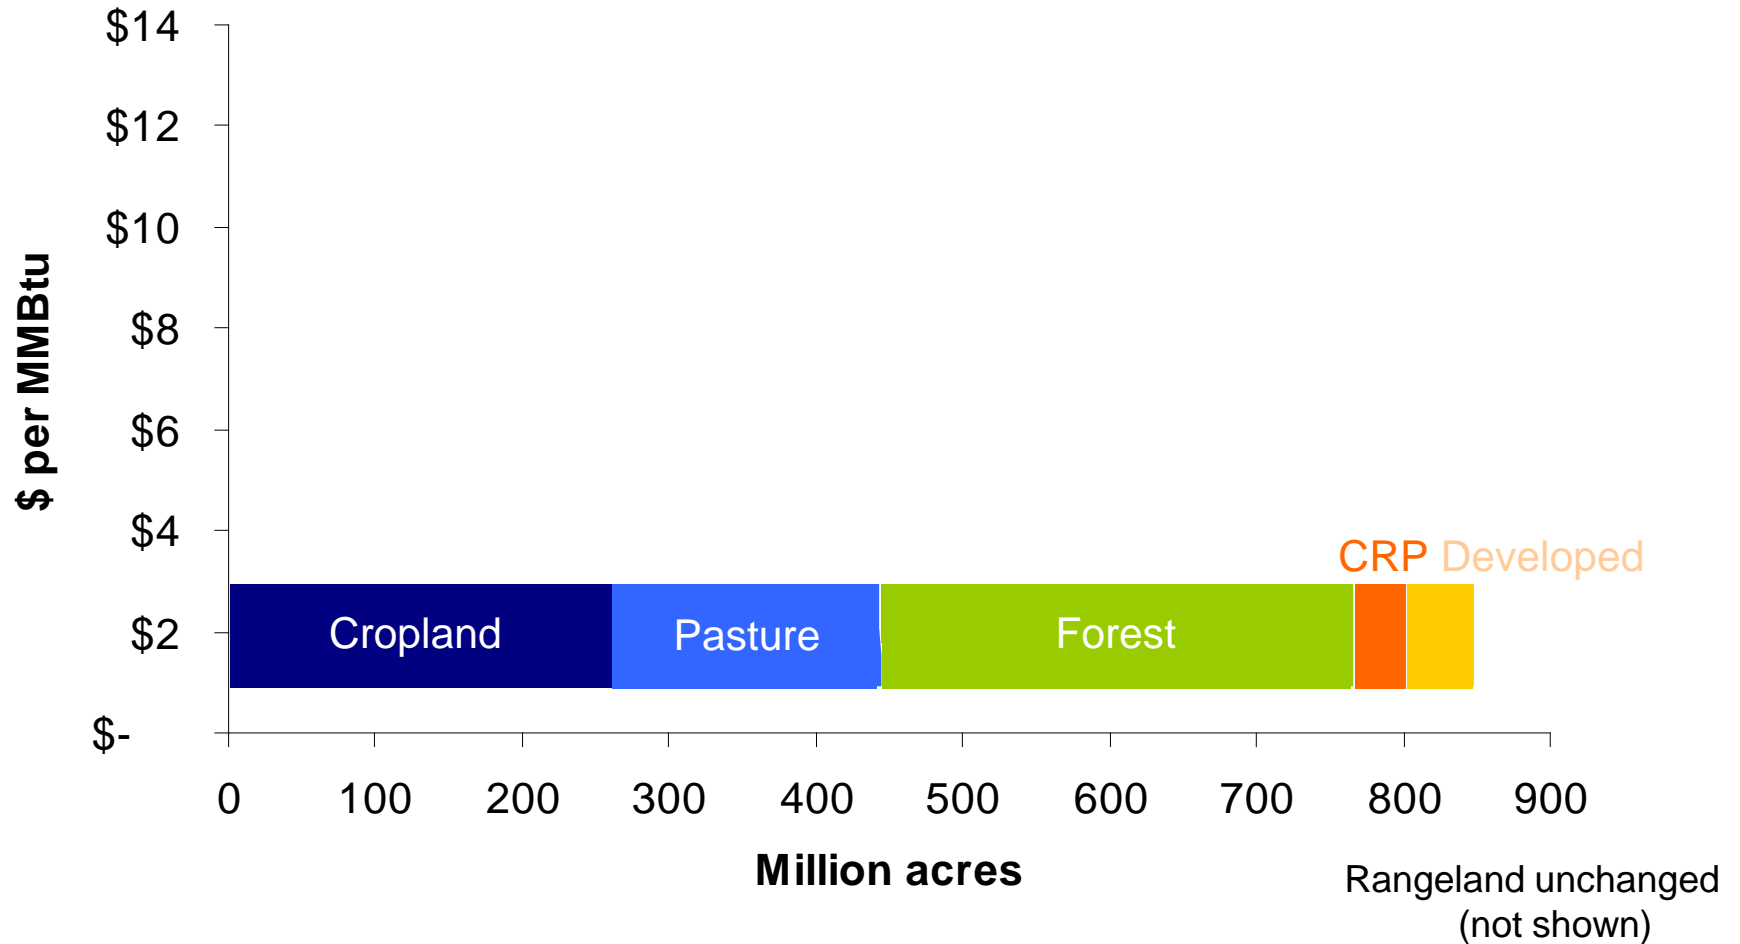 $14
$12
$10
$8
$6
$4
$2
$-
$ per MMBtu
CRP Developed
Cropland Pasture Forest
0 100 200 300 400 500 600 700 800 900
Million acres
Rangeland unchanged
(not shown)